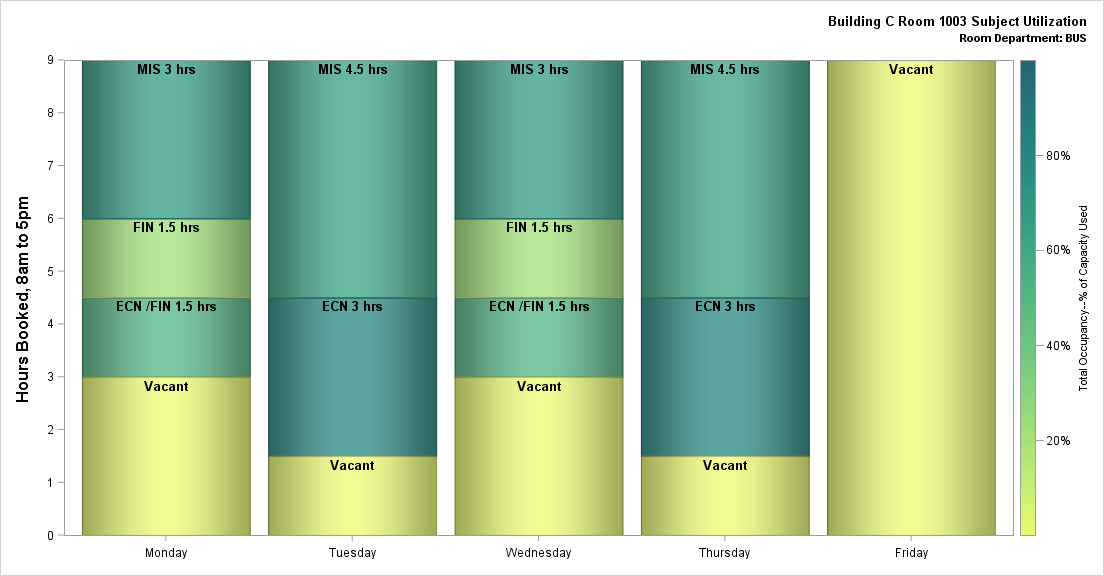 Building C Room 1003 Subject Utilization
Room Department: BUS
Hours Booked, 8am to 5pm
9
8
7
6
5
4
3
2
1
0
MIS 3 hrs
FIN 1.5 hrs
ECN /FIN 1.5 hrs
Vacant
MIS 4.5 hrs
ECN 3 hrs
Vacant
MIS 3 hrs
FIN 1.5 hrs
ECN /FIN 1.5 hrs
Vacant
MIS 4.5 hrs
ECN 3 hrs
Vacant
Vacant
Monday
Tuesday
Wednesday
Thursday
Friday
80%
60%
40%
20%
Total Occupancy--% of Capacity Used